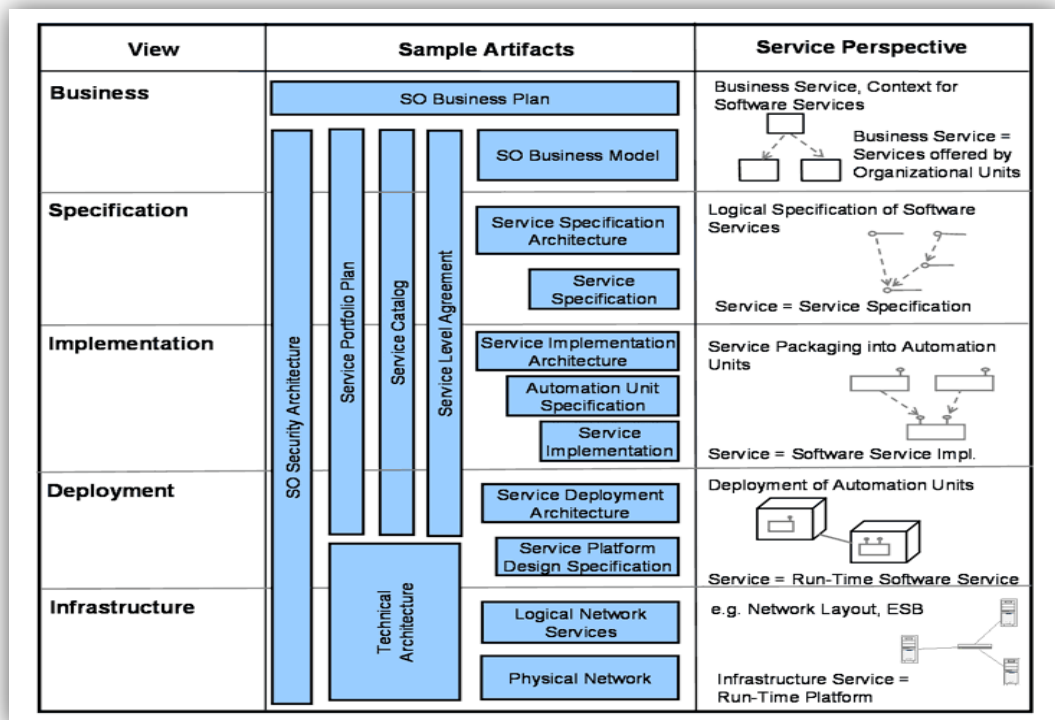 View
Sample Artifacts
Service Perspective
Business
SO Business Plan
SO Business Model
Business Service, Context for
Software Services
Business Service =
Services offered by
Organizational Units
SO Security Architecture
Service Portfolio Plan
Service Catalog
Service Level Agreement
Specification
Service Specification
Architecture
Service
Specification
Logical Specification of Software
Services
Service = Service Specification
Implementation
Service Implementation
Architecture
Automation Unit
Specification
Service
Implementation
Service Packaging into Automation
Units
Service = Software Service Impl.
Deployment
Service Deployment
Architecture
Service Platform
Design Specification
Deployment of Automation Units
Service = Run-Time Software Service
Infrastructure
Technical
Architecture
Logical Network
Services
Physical Network
e.g. Network Layout, ESB
Infrastructure Service =
Run-Time Platform